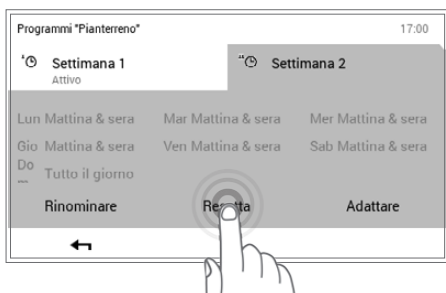 Programmi "Pianterreno" 17:00
Settimana 1 Settimana 2
Attivo
Lun Mattina & sera Mar Mattina & sera Mer Mattina & sera
Gio Mattina & sera Ven Mattina & sera Sab Mattina & sera
Do Tutto il giorno
Rinominare Adattare